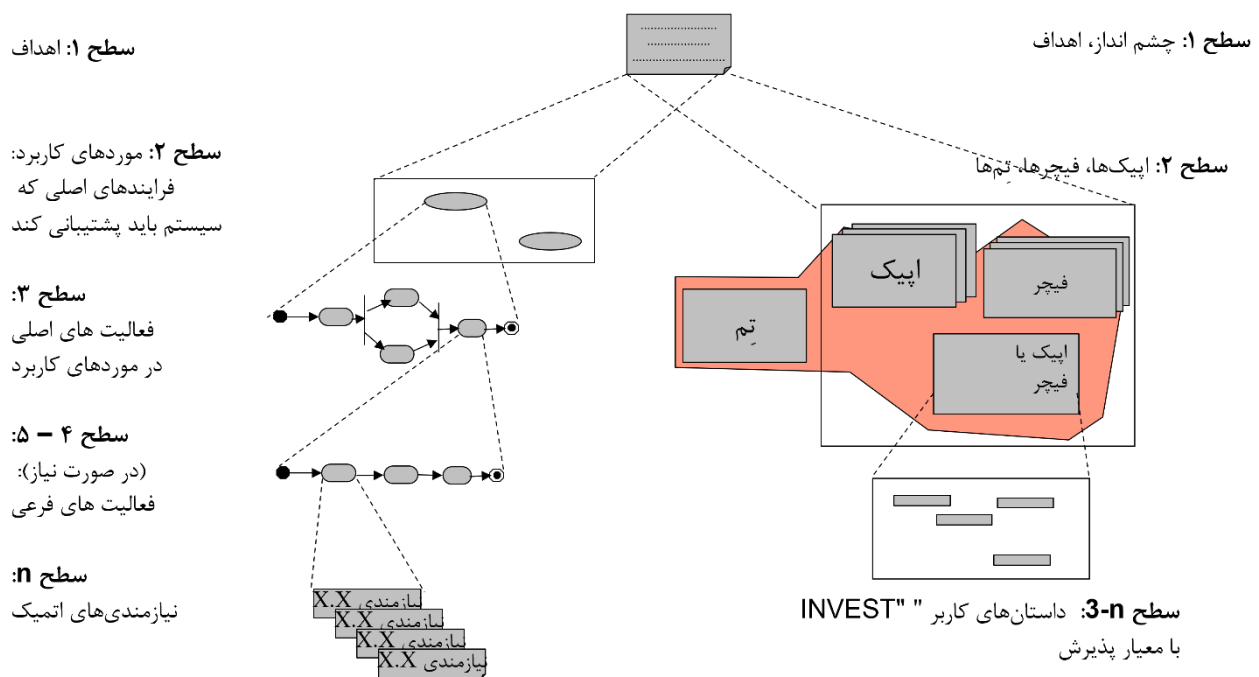 سطح ۱: چشم انداز، اهداف
سطح ۱: اهداف
سطح ۲: اپیک‌ها، فیچرها، تِم‌ها
سطح ۲: موردهای کاربرد:
فرایندهای اصلی که
سیستم باید پشتیبانی کند
اپیک
فیچر
تِم
اپیک یا
فیچر
سطح ۳:
فعالیت های اصلی
در موردهای کاربرد
سطح ۴ – ۵:
(در صورت نیاز):
فعالیت های فرعی
سطح n:
نیازمندی‌های اتمیک
نیازمندی X.X
نیازمندی X.X
نیازمندی X.X
نیازمندی X.X
سطح 3-n: داستان‌های کاربر " "INVEST
با معیار پذیرش